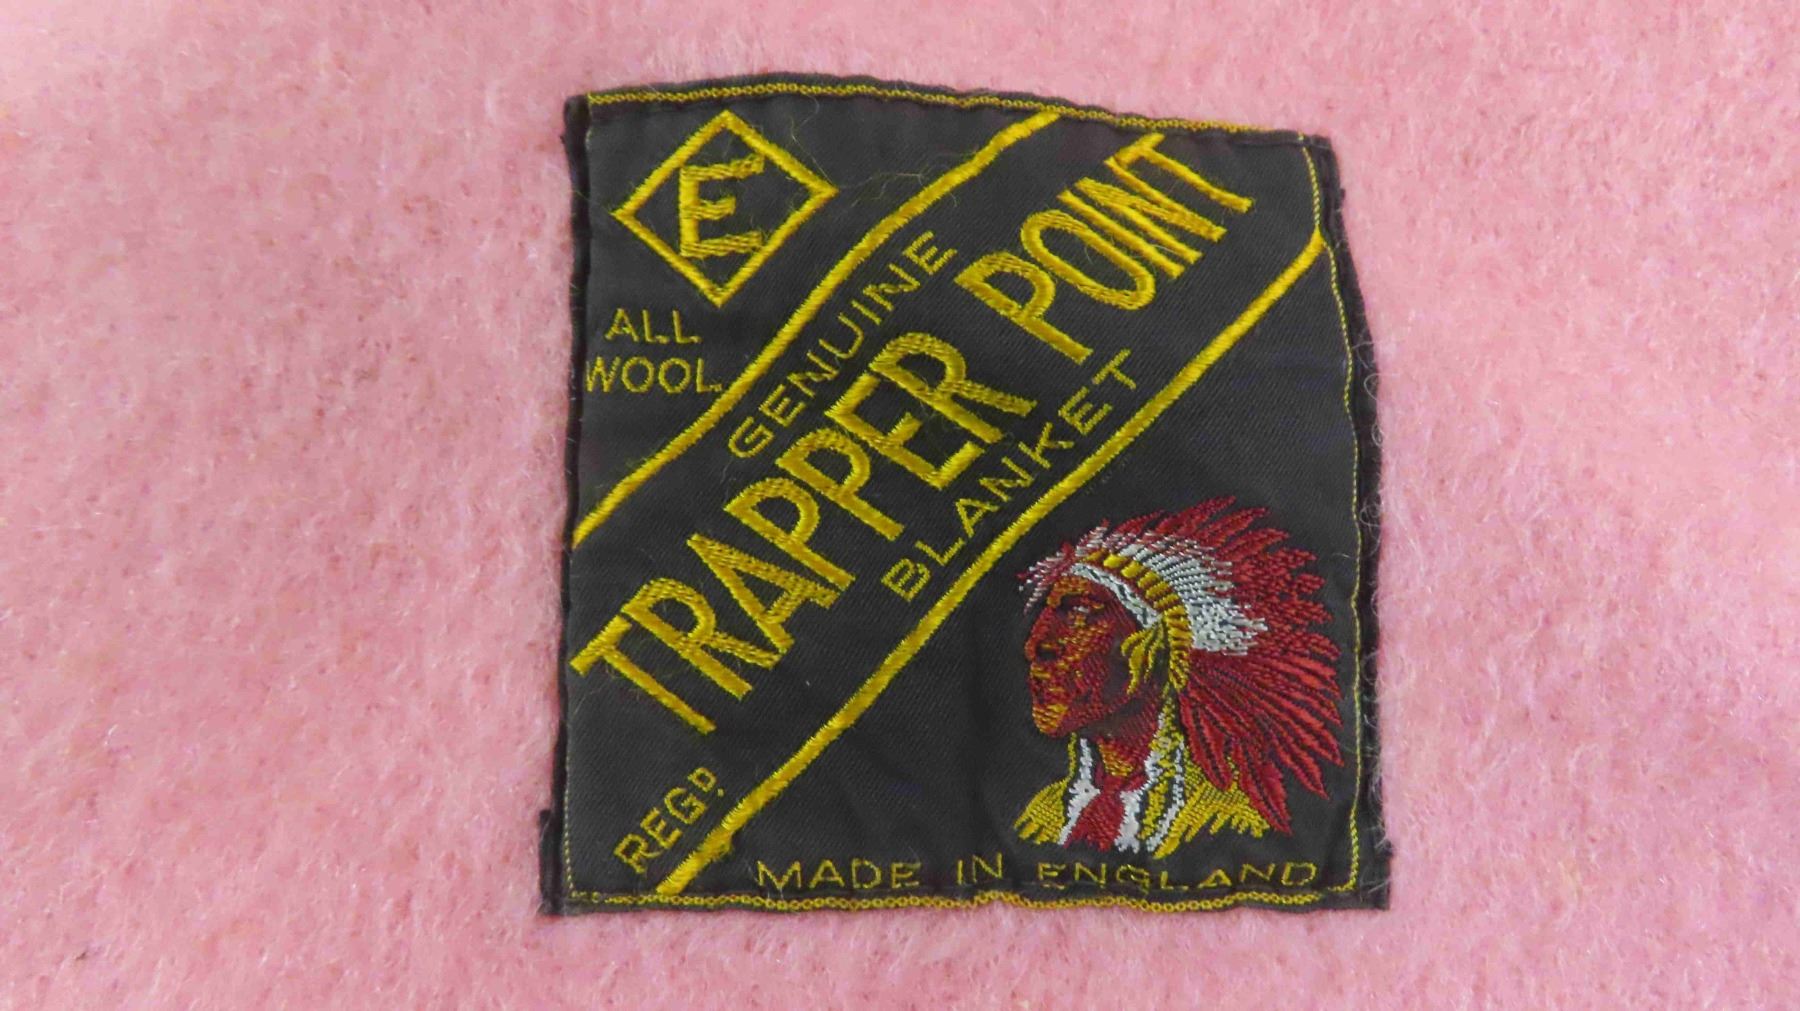 E
ALL
WOOL
GENUINE
TRAPPER POINT
BLANKET
REGD.
MADE IN ENGLAND